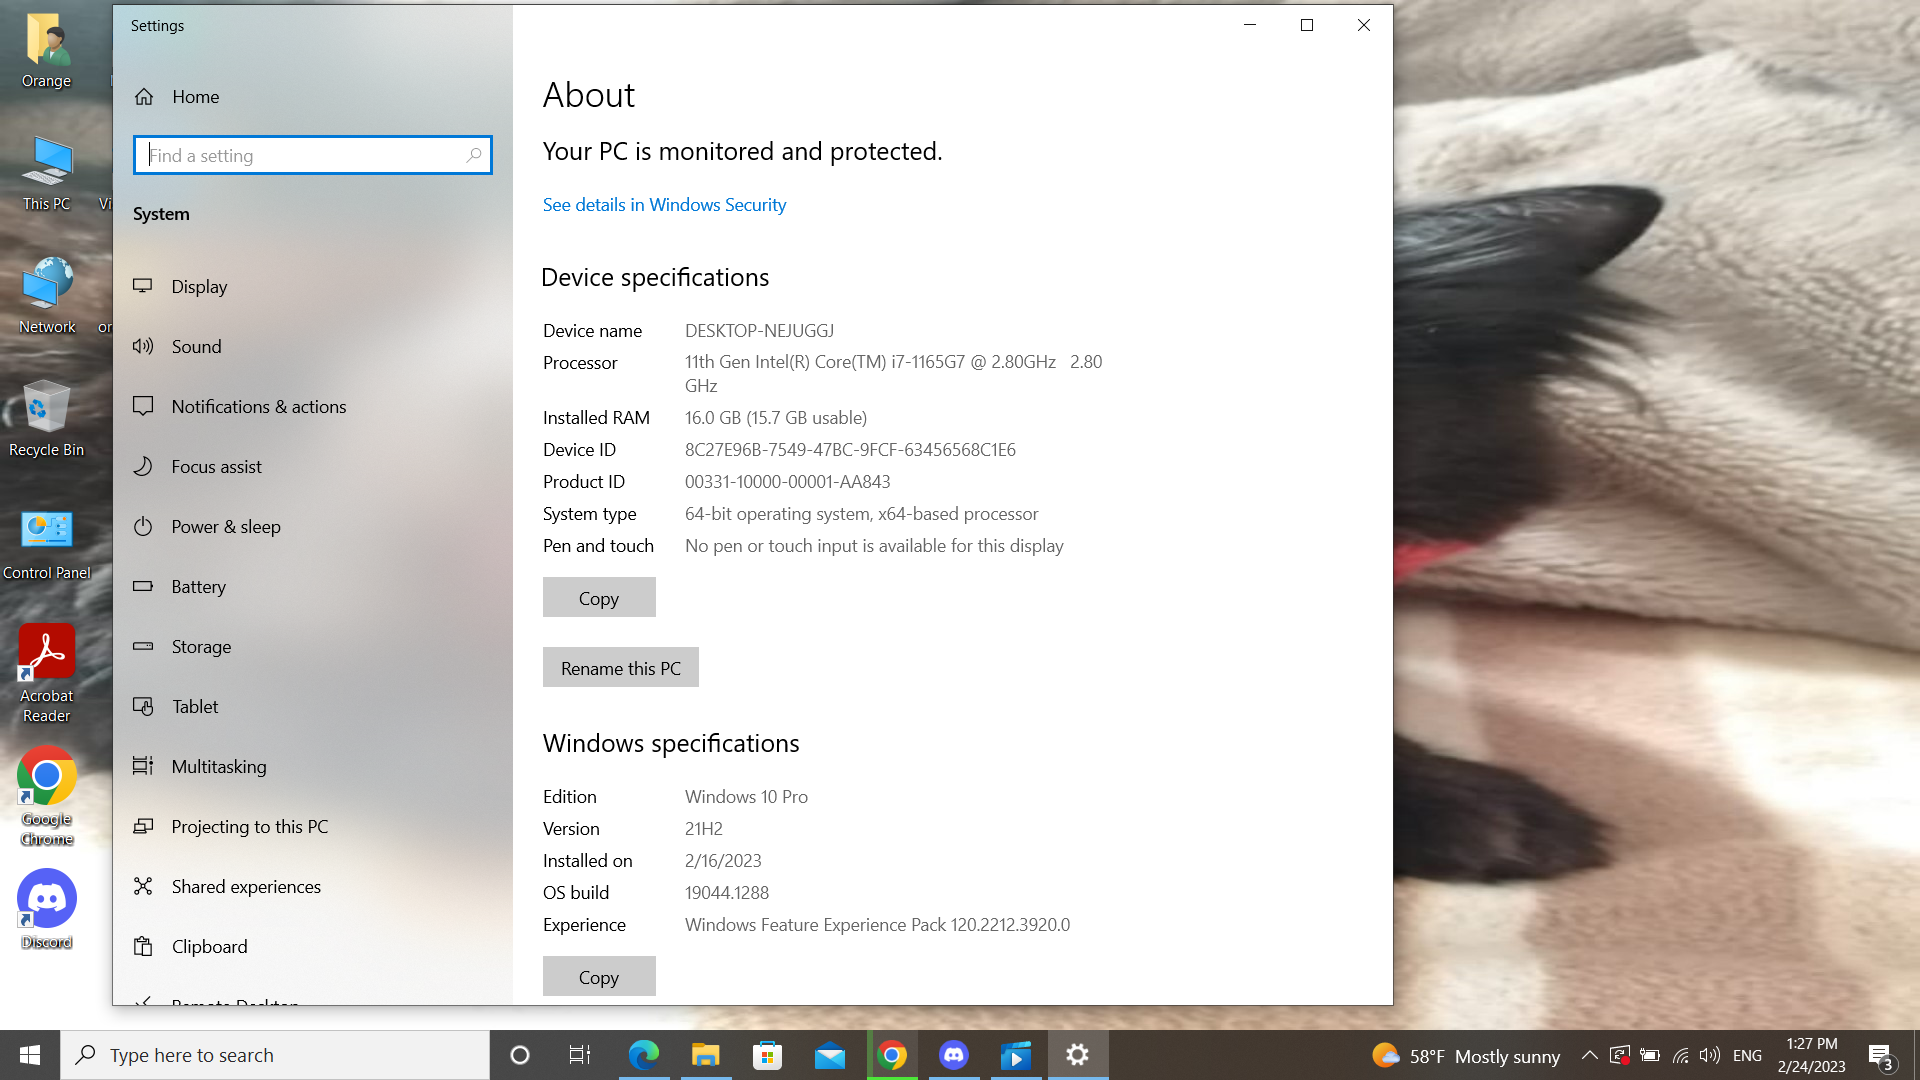 Settings
Home
Find a setting
System
Display
Sound
Notifications & actions
Focus assist
Power & sleep
Battery
Storage
Tablet
Multitasking
Projecting to this PC
Shared experiences
Clipboard
Remote Desktop
About
Your PC is monitored and protected.
See details in Windows Security
Device specifications
Device name DESKTOP-NEJUGGJ
Processor 11th Gen Intel(R) Core(TM) i7-1165G7 @ 2.80GHz 2.80
GHz
Installed RAM 16.0 GB (15.7 GB usable)
Device ID 8C27E96B-7549-47BC-9FCF-63456568C1E6
Product ID 00331-10000-00001-AA843
System type 64-bit operating system, x64-based processor
Pen and touch No pen or touch input is available for this display
Copy
Rename this PC
Windows specifications
Edition Windows 10 Pro
Version 21H2
Installed on 2/16/2023
OS build 19044.1288
Experience Windows Feature Experience Pack 120.2212.3920.0
Copy
Orange
This PC
Vi
Network
or
Recycle Bin
Control Panel
Acrobat
Reader
Google
Chrome
Discord
Type here to search
58°F Mostly sunny
ENG
1:27 PM
2/24/2023
3